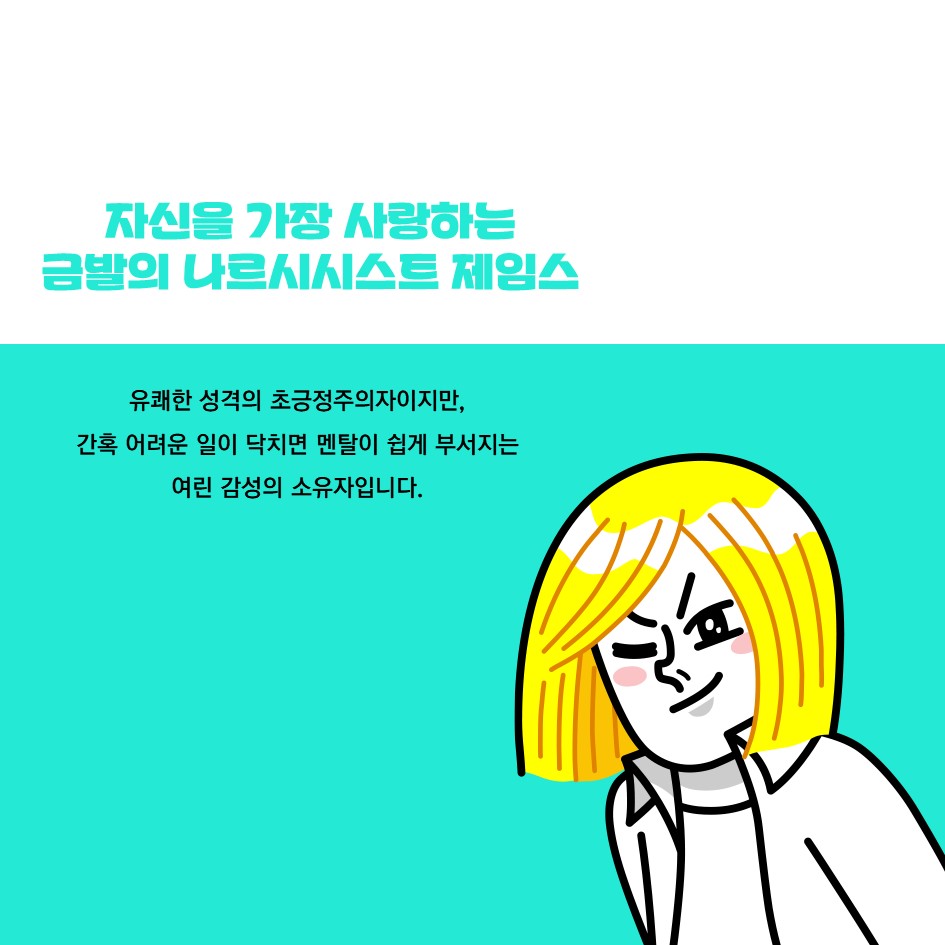 자신을 가장 사랑하는
금발의 나르시시스트 제임스
유쾌한 성격의 초긍정주의자이지만,
간혹 어려운 일이 닥치면 멘탈이 쉽게 부서지는
여린 감성의 소유자입니다.